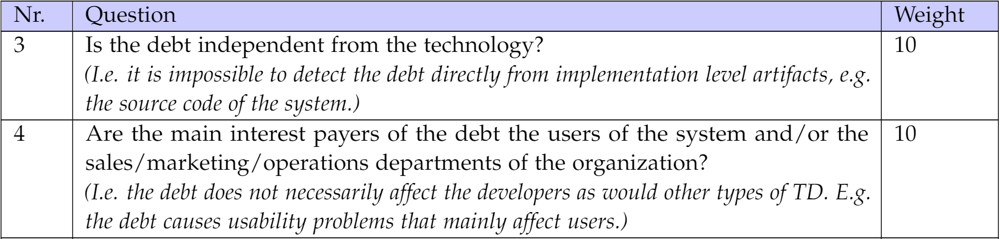 Nr. Question Weight
3 Is the debt independent from the technology? 10
(I.e. it is impossible to detect the debt directly from implementation level artifacts, e.g.
the source code of the system.)
4 Are the main interest payers of the debt the users of the system and/or the 10
sales/marketing/operations departments of the organization?
(I.e. the debt does not necessarily affect the developers as would other types of TD. E.g.
the debt causes usability problems that mainly affect users.)